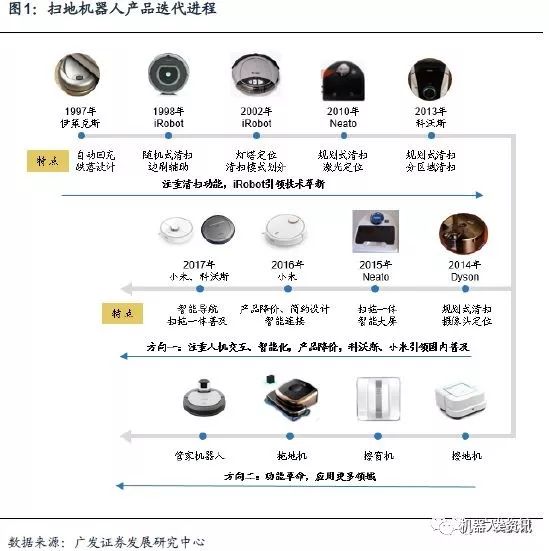 图1：扫地机器人产品迭代进程
1997年 1998年 2002年 2010年 2013年
伊莱克斯 iRobot iRobot Neato 科沃斯
特点
自动回充 随机式清扫 灯塔定位 规划式清扫 规划式清扫
跌落设计 边刷辅助 清扫模式划分 激光定位 分区域清扫
注重清扫功能，iRobot引领技术革新
2017年 2016年 2015年 2014年
小米、科沃斯 小米 Neato Dyson
特点
智能导航 产品降价、简约设计 扫拖一体 规划式清扫
扫拖一体普及 智能连接 智能大屏 摄像头定位
方向一：注重人机交互、智能化，产品降价，科沃斯、小米引领国内普及
管家机器人 拖地机 擦窗机 擦地机
方向二：功能革命，应用更多领域
数据来源：广发证券发展研究中心